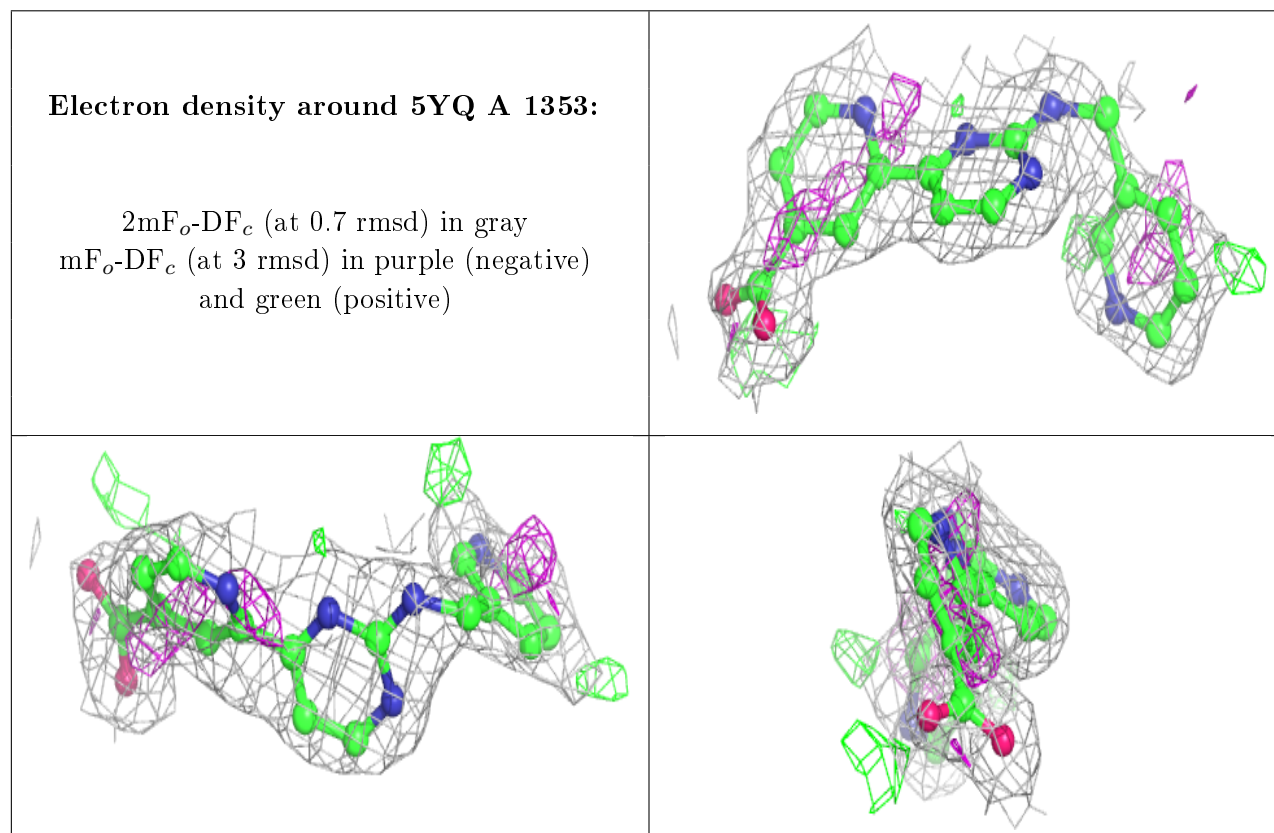 Electron density around 5YQ A 1353:
2mFo-DFc (at 0.7 rmsd) in gray
mFo-DFc (at 3 rmsd) in purple (negative)
and green (positive)